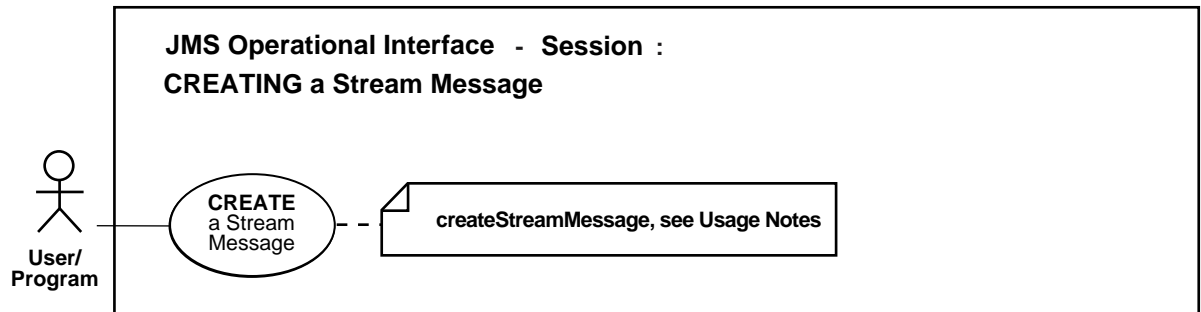 JMS Operational Interface - Session :
CREATING a Stream Message
CREATE
a Stream
Message
createStreamMessage, see Usage Notes
User/
Program